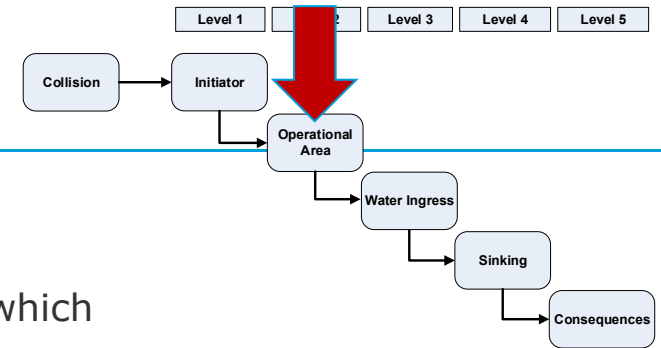 Level 1
2
Level 3
Level 4
Level 5
Collision
Initiator
Operational
Area
Water Ingress
Sinking
which
Consequences